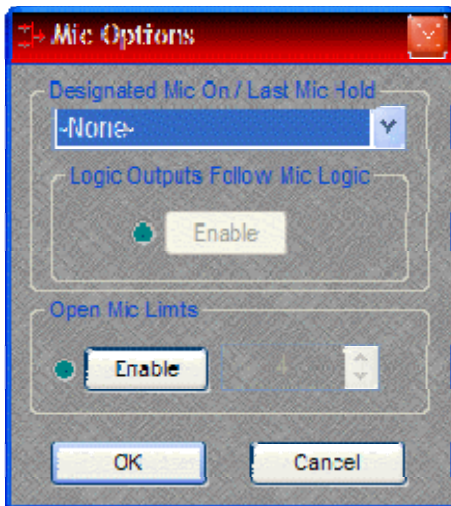 Mic Options
Designated Mic On / Last Mic Hold
-None-
Logic Outputs Follow Mic Logic
Enable
Open Mic Limts
Enable
4
OK
Cancel